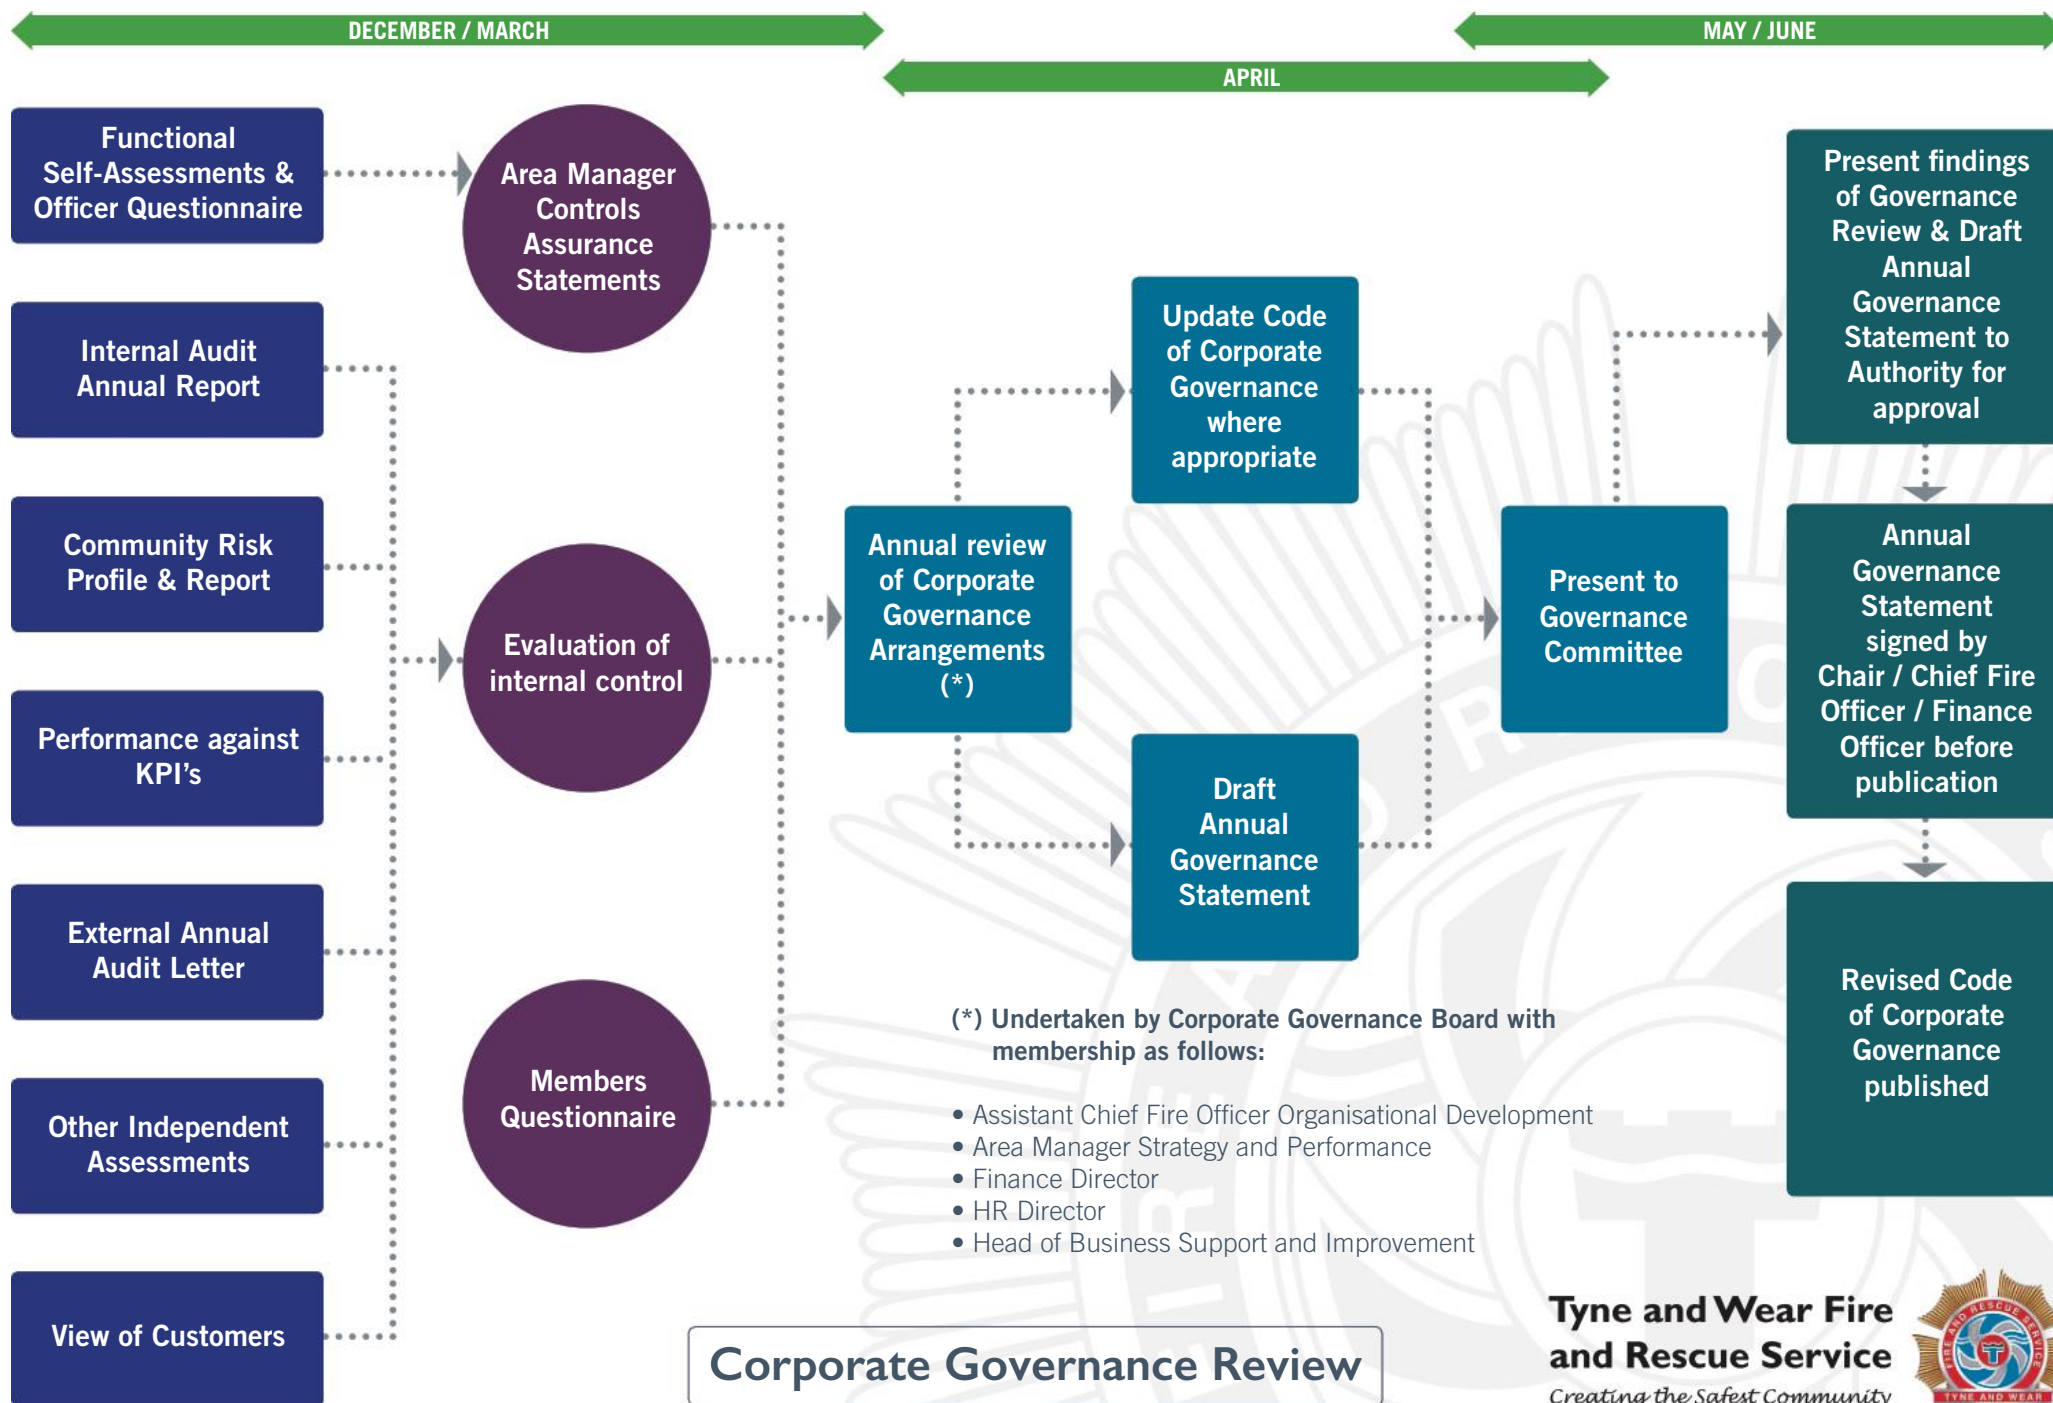 DECEMBER / MARCH
MAY / JUNE
APRIL
Functional
Self-Assessments &
Officer Questionnaire
Internal Audit
Annual Report
Community Risk
Profile & Report
Performance against
KPI's
External Annual
Audit Letter
Other Independent
Assessments
View of Customers
Area Manager
Controls
Assurance
Statements
Evaluation of
internal control
Members
Questionnaire
Annual review
of Corporate
Governance
Arrangements
(*)
Update Code
of Corporate
Governance
where
appropriate
Draft
Annual
Governance
Statement
Present to
Governance
Committee
Present findings
of Governance
Review & Draft
Annual
Governance
Statement to
Authority for
approval
Annual
Governance
Statement
signed by
Chair / Chief Fire
Officer / Finance
Officer before
publication
Revised Code
of Corporate
Governance
published
(*) Undertaken by Corporate Governance Board with
membership as follows:
• Assistant Chief Fire Officer Organisational Development
• Area Manager Strategy and Performance
• Finance Director
• HR Director
• Head of Business Support and Improvement
Corporate Governance Review
Tyne and Wear Fire
and Rescue Service
Creating the Safest Community
FIRE AND RESCUE SERVICE
TYNE AND WEAR